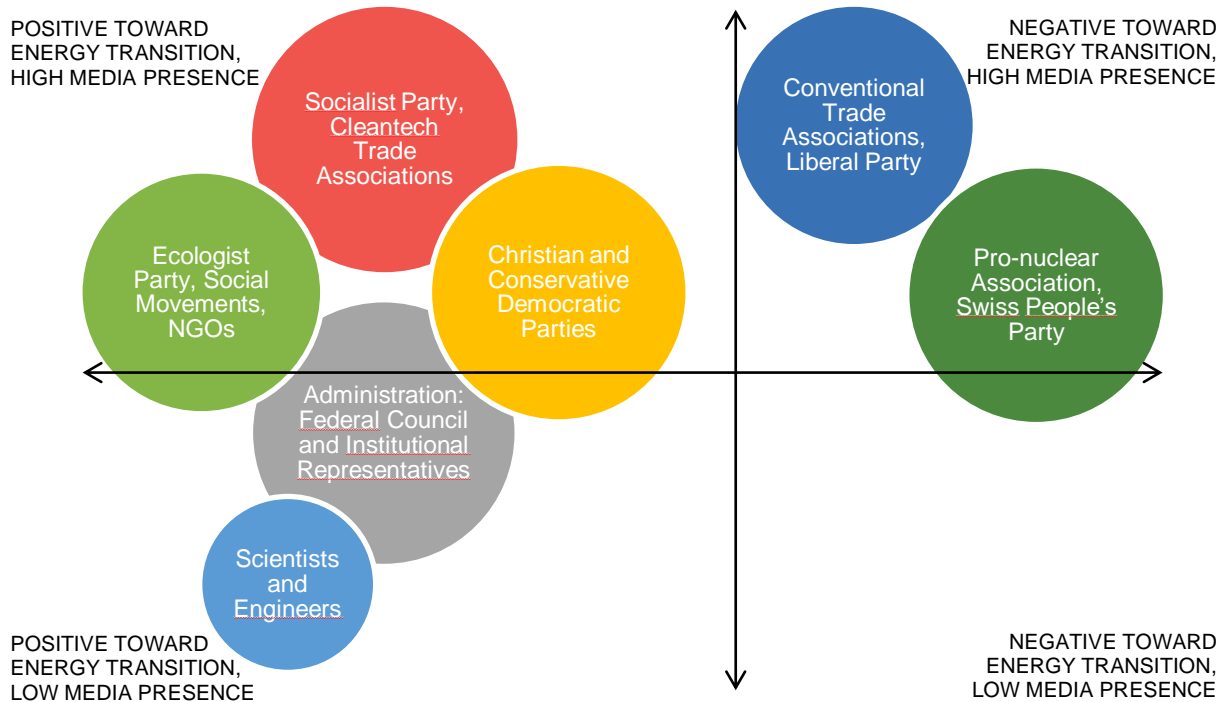 POSITIVE TOWARD
ENERGY TRANSITION,
HIGH MEDIA PRESENCE
NEGATIVE TOWARD
ENERGY TRANSITION,
HIGH MEDIA PRESENCE
Socialist Party,
Cleantech
Trade
Associations
Conventional
Trade
Associations,
Liberal Party
Ecologist
Party, Social
Movements,
NGOs
Christian and
Conservative
Democratic
Parties
Pro-nuclear
Association,
Swiss People's
Party
Administration:
Federal Council
and Institutional
Representatives
Scientists
and
Engineers
POSITIVE TOWARD
ENERGY TRANSITION,
LOW MEDIA PRESENCE
NEGATIVE TOWARD
ENERGY TRANSITION,
LOW MEDIA PRESENCE